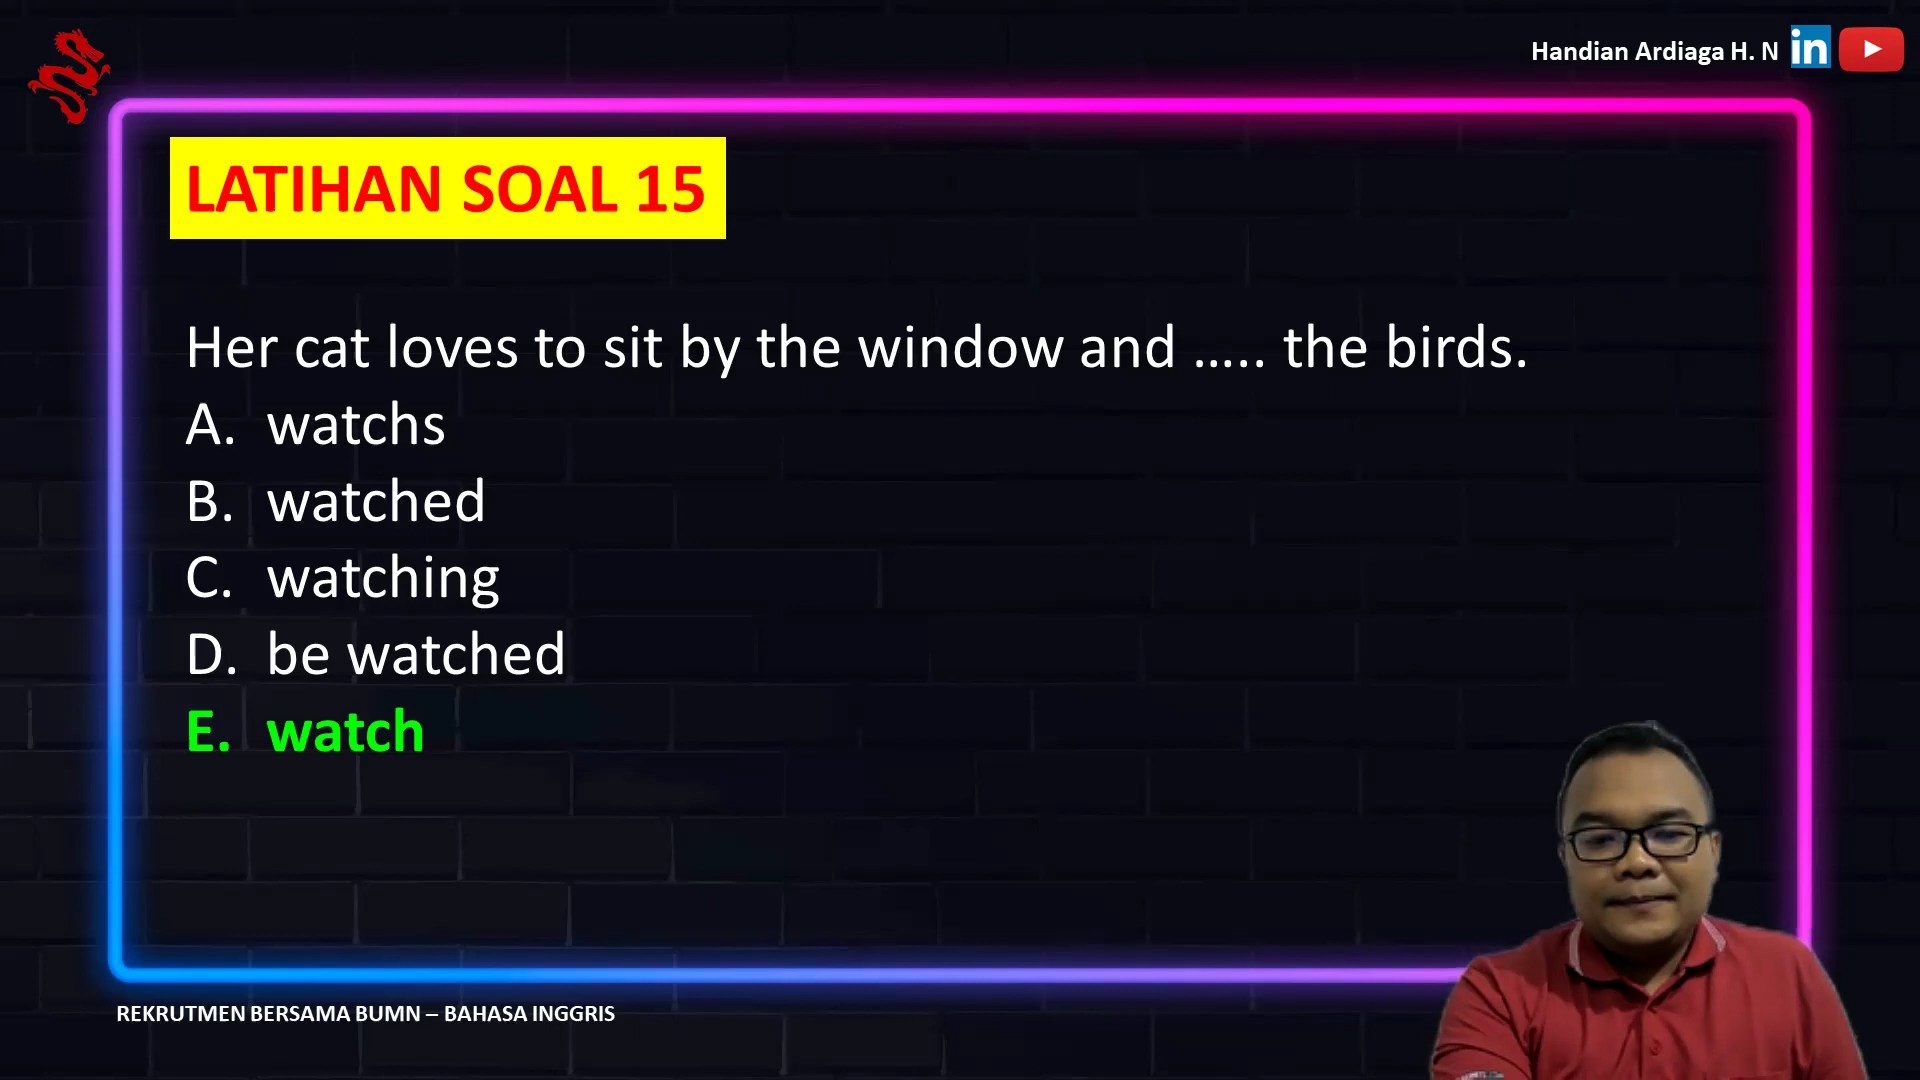 Handian Ardiaga H. N
in
LATIHAN SOAL 15
Her cat loves to sit by the window and ..... the birds.
A. watchs
B. watched
C. watching
D. be watched
E. watch
REKRUTMEN BERSAMA BUMN – BAHASA INGGRIS